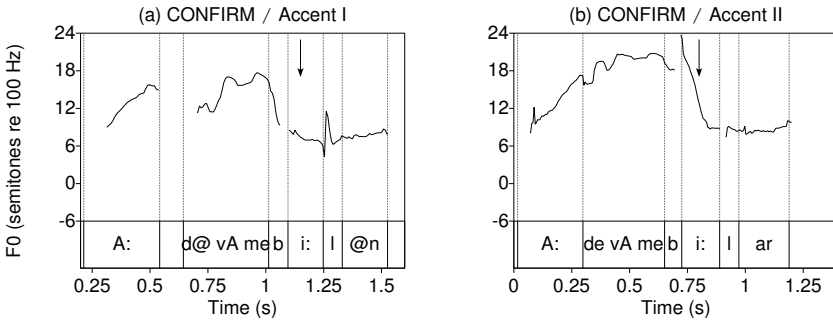 (a) CONFIRM / Accent I
(b) CONFIRM / Accent II
F0 (semitones re 100 Hz)
24
18
12
6
0
-6
A: d@ vA me b i: l @n
0.25 0.5 0.75 1 1.25 1.5
Time (s)
24
18
12
6
0
-6
A: de vA me b i: l ar
0 0.25 0.5 0.75 1 1.25 1.5
Time (s)